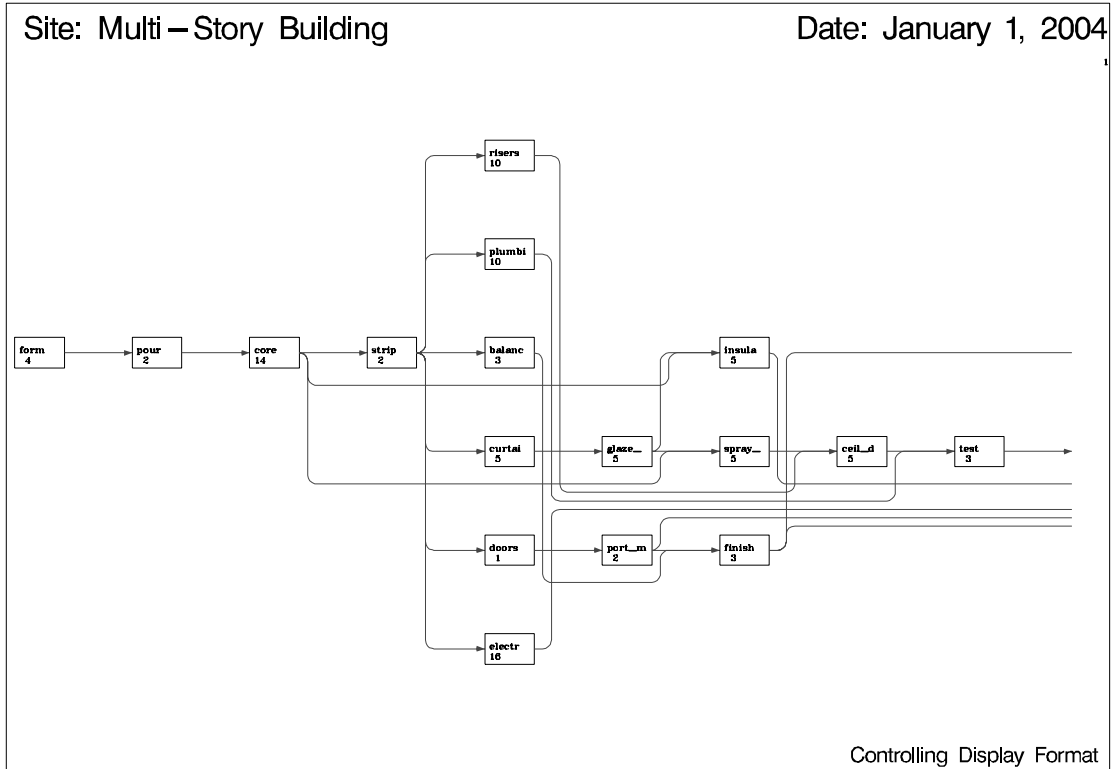 Site: Multi-Story Building
Date: January 1, 2004
1
risers
10
plumbi
10
form
4
pour
2
core
14
strip
2
balanc
3
insula
5
curtai
5
glaze_
5
spray_
5
ceil_d
5
test
3
doors
1
port_m
2
finish
3
electr
16
Controlling Display Format